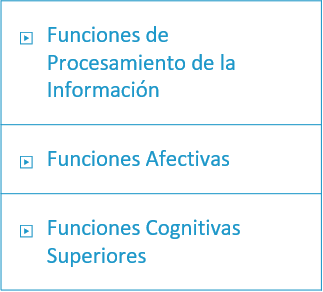 Funciones de
Procesamiento de la
Información
Funciones Afectivas
Funciones Cognitivas
Superiores